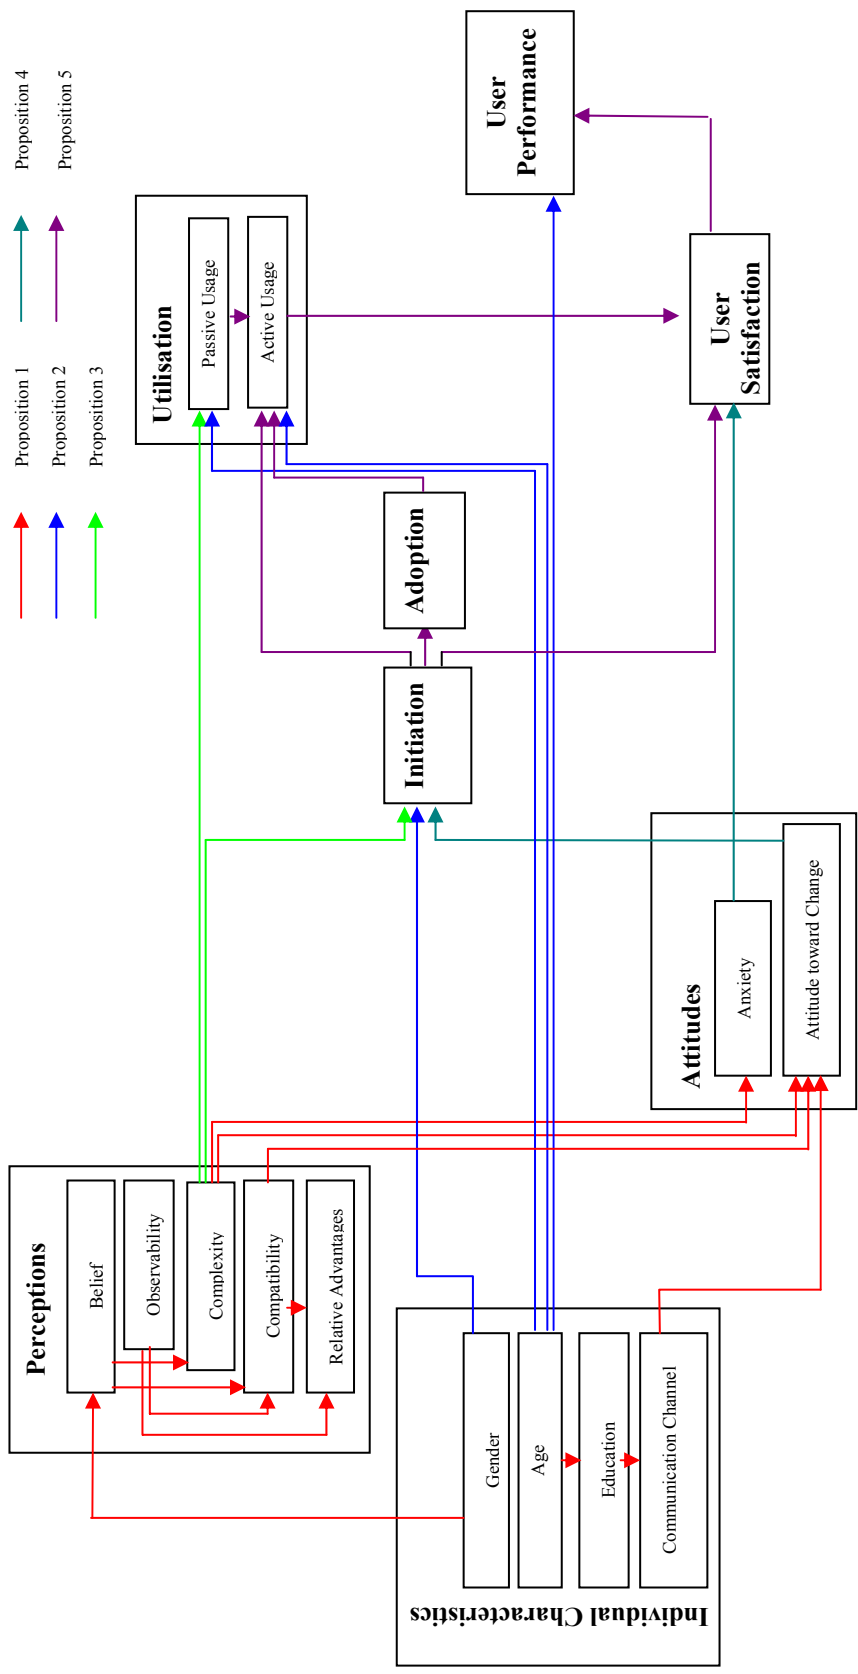 Proposition 1
Proposition 4
Proposition 2
Proposition 5
Proposition 3
Perceptions
Belief
Observability
Complexity
Compatibility
Relative Advantages
Utilisation
Passive Usage
Active Usage
Initiation
Adoption
User
Performance
Individual Characteristics
Gender
Age
Education
Communication Channel
Attitudes
Anxiety
Attitude toward Change
User
Satisfaction